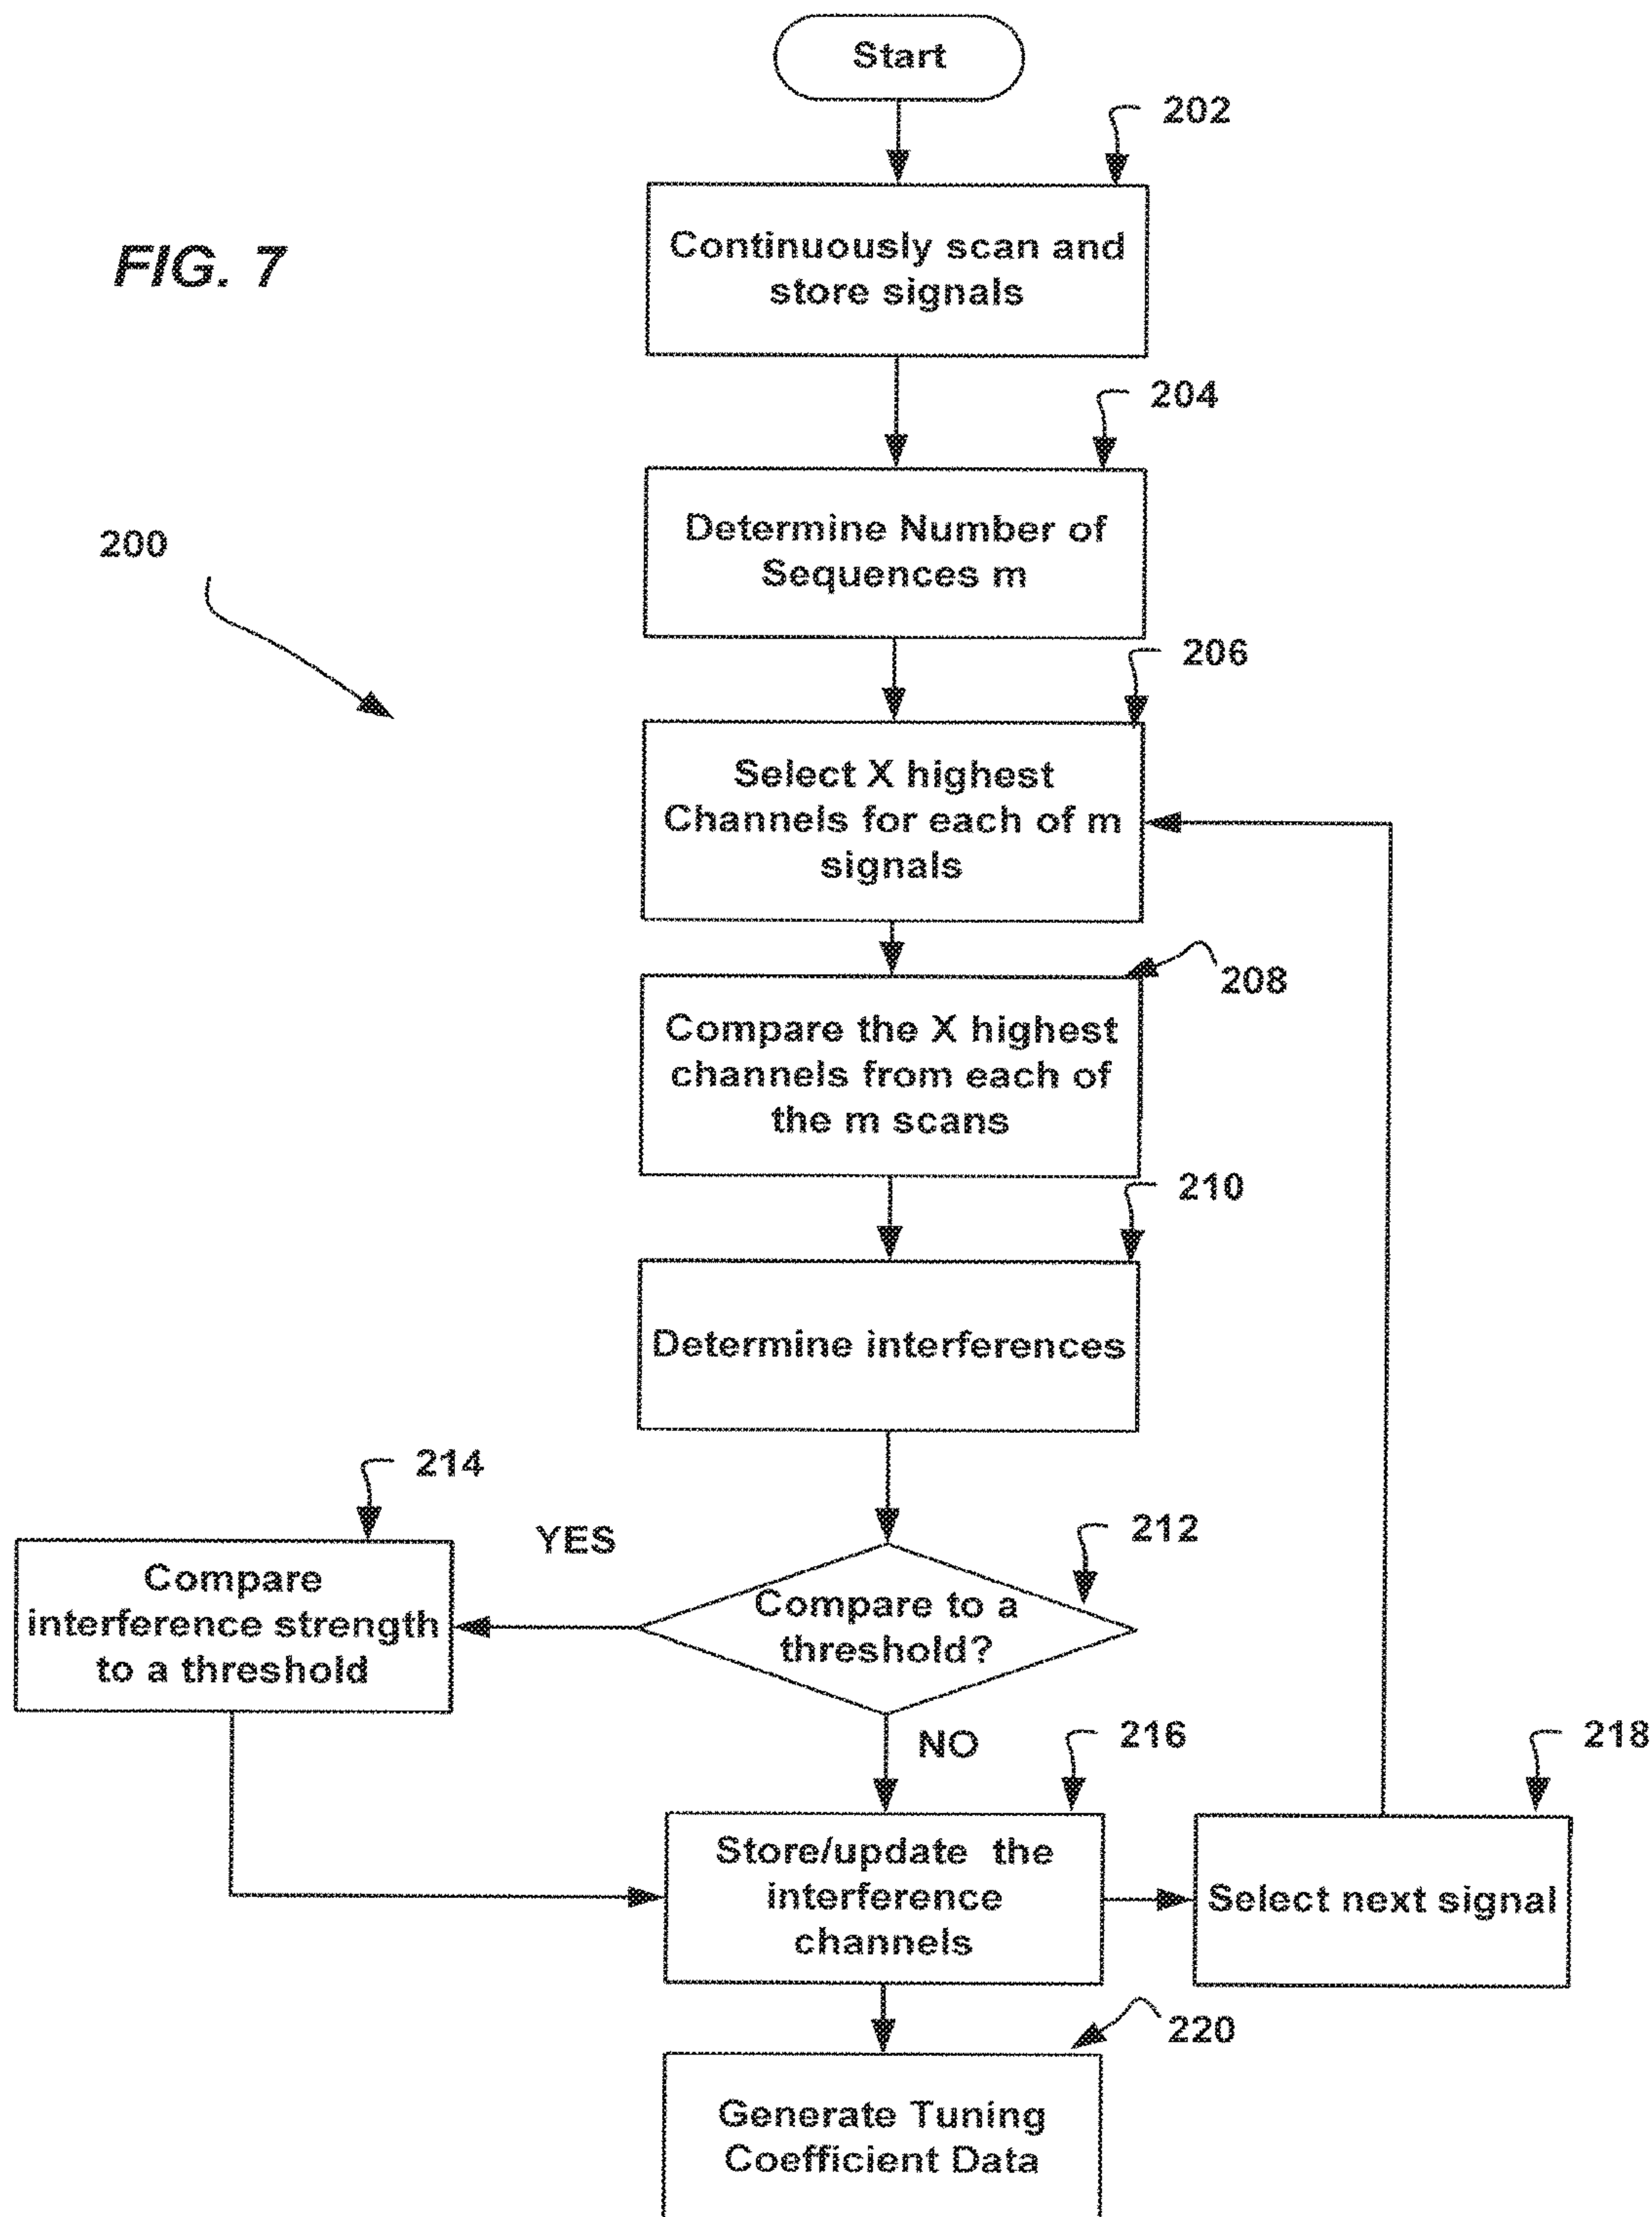 Start
202
Continuously scan and
store signals
FIG. 7
204
Determine Number of
Sequences m
200
206
Select X highest
Channels for each of m
signals
208
Compare the X highest
channels from each of
the m scans
210
Determine interferences
214
YES
212
Compare
interference strength
to a threshold
Compare to a
threshold?
NO
216
218
Store/update the
interference
channels
Select next signal
220
Generate Tuning
Coefficient Data